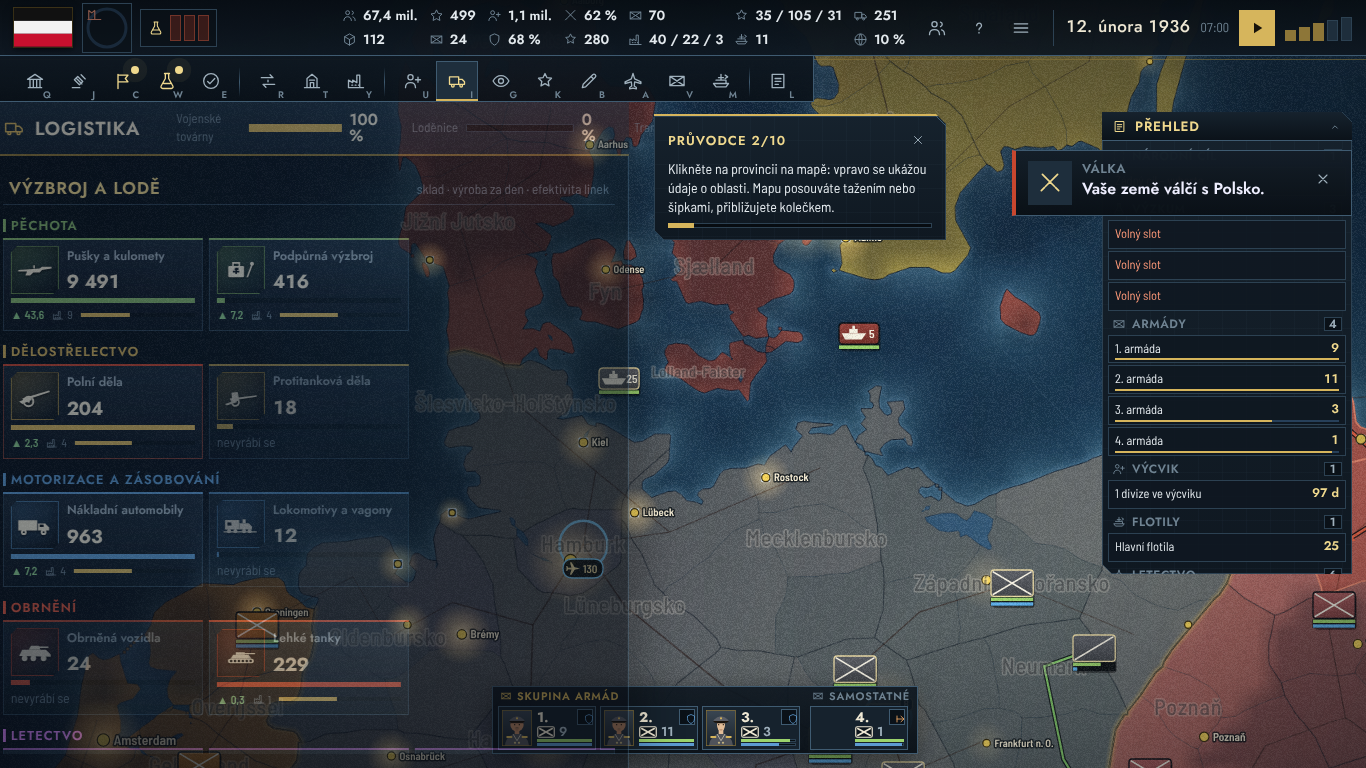 67,4 mil. 499 1,1 mil. 62 % 70 35 / 105 / 31 251
112 24 68 % 280 40 / 22 / 3 11 10 %
12. února 1936 07:00
?
Q J C W E R T Y U I G K B A V M L
LOGISTIKA
Vojenské továrny 100 %
Loděnice 0 %
VÝZBROJ A LODĚ
sklad · výroba za den · efektivita linek
PĚCHOTA
Pušky a kulomety
9 491
▲ 43,6 9
Podpůrná výzbroj
416
▲ 7,2 4
DĚLOSTŘELECTVO
Polní děla
204
▲ 2,3 4
Protitanková děla
18
nevyrábí se
MOTORIZACE A ZÁSOBOVÁNÍ
Nákladní automobily
963
▲ 7,2 4
Lokomotivy a vagony
12
nevyrábí se
OBRNĚNÍ
Obrněná vozidla
24
nevyrábí se
Lehké tanky
229
▲ 0,3 1
LETECTVO
PRŮVODCE 2/10
Klikněte na provincii na mapě: vpravo se ukážou
údaje o oblasti. Mapu posouváte tažením nebo
šipkami, přibližujete kolečkem.
PŘEHLED
VÁLKA
Vaše země válčí s Polsko.
Volný slot
Volný slot
Volný slot
ARMÁDY 4
1. armáda 9
2. armáda 11
3. armáda 3
4. armáda 1
VÝCVIK 1
1 divize ve výcviku 97 d
FLOTILY 1
Hlavní flotila 25
Aarhus
Jižní Jutsko
Odense
Fyn
Sjælland
5
Lolland-Falster
25
Šlesvicko-Holštýnsko
Kiel
Rostock
Lübeck
Mecklenbursko
Hamburk
130
Lüneburgsko
Brémy
Oldenbursko
Groningen
Overijssel
Amsterdam
Osnabrück
Neumark
Poznaňsko
Poznaň
Frankfurt n. O.
SKUPINA ARMÁD
SAMOSTATNÉ
1. 9
2. 11
3. 3
4. 1